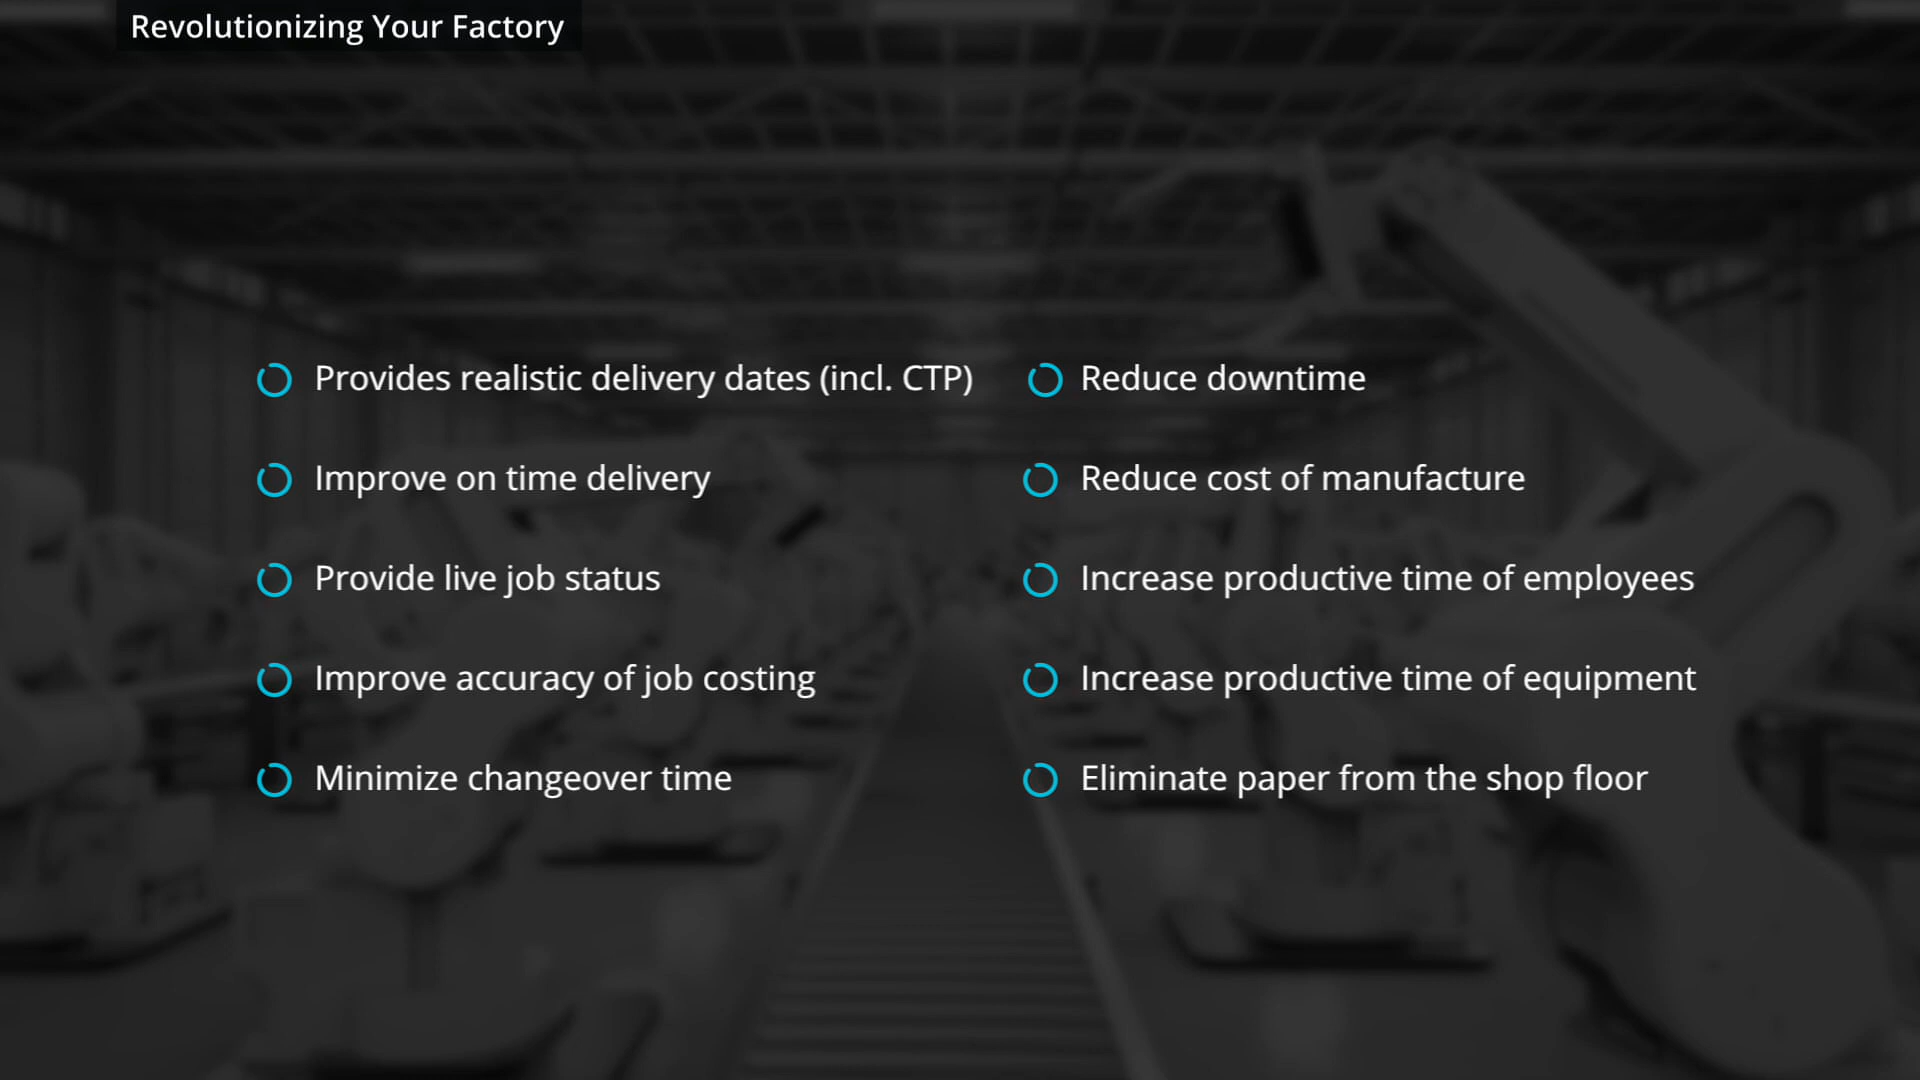 Revolutionizing Your Factory
Provides realistic delivery dates (incl. CTP)
Improve on time delivery
Provide live job status
Improve accuracy of job costing
Minimize changeover time
Reduce downtime
Reduce cost of manufacture
Increase productive time of employees
Increase productive time of equipment
Eliminate paper from the shop floor